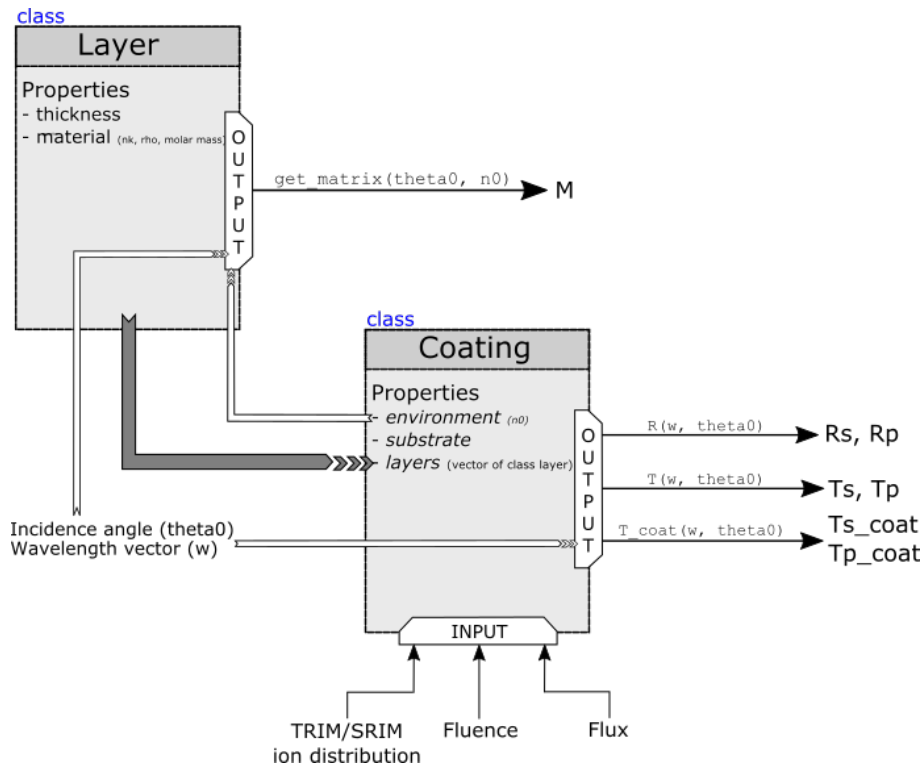 class
Layer
Properties
- thickness
- material (nk, rho, molar mass)
OUTPUT
get_matrix(theta0, n0)
M
class
Coating
Properties
- environment (n0)
- substrate
- layers (vector of class layer)
OUTPUT
R(w, theta0)
Rs, Rp
T(w, theta0)
Ts, Tp
T_coat(w, theta0)
Ts_coat
Tp_coat
Incidence angle (theta0)
Wavelength vector (w)
INPUT
TRIM/SRIM
ion distribution
Fluence
Flux